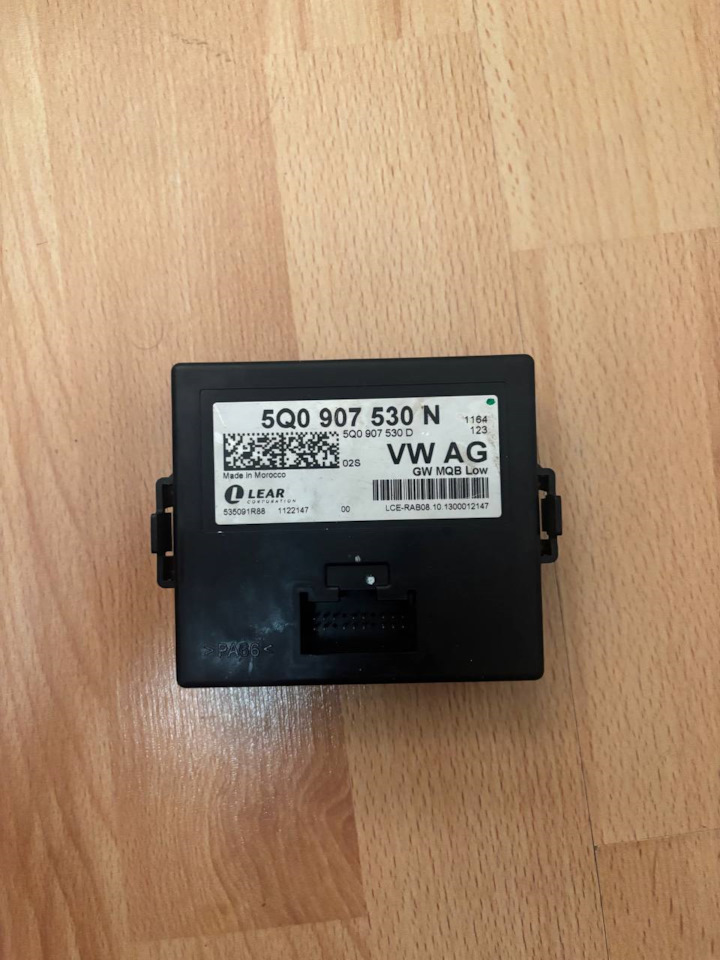 5Q0 907 530 N 1164
5Q0 907 530 D 123
VW AG
02S
GW MQB Low
Made in Morocco
LEAR
CORPORATION
535091R88 1122147 00 LCE-RAB08.10.1300012147
>PA66<